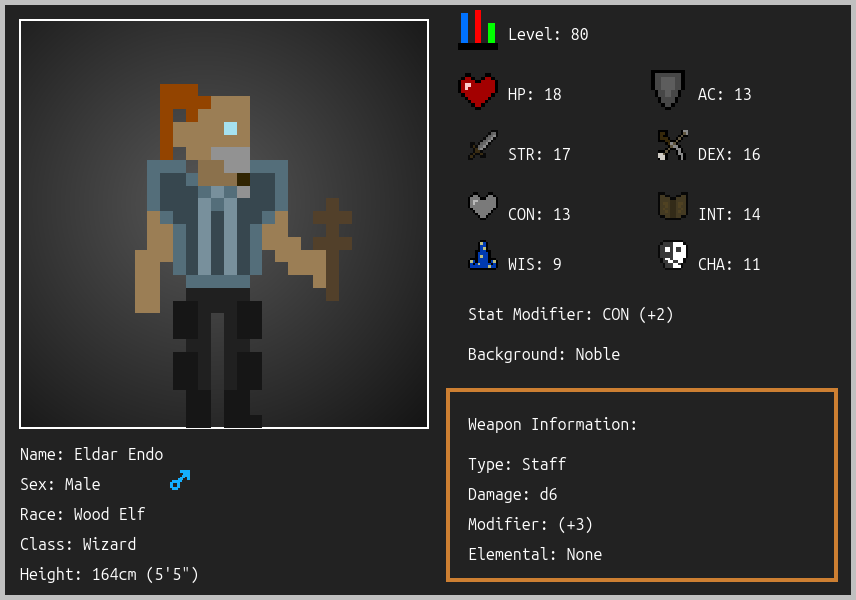 Level: 80
HP: 18
AC: 13
STR: 17
DEX: 16
CON: 13
INT: 14
WIS: 9
CHA: 11
Stat Modifier: CON (+2)
Background: Noble
Weapon Information:
Type: Staff
Damage: d6
Modifier: (+3)
Elemental: None
Name: Eldar Endo
Sex: Male
Race: Wood Elf
Class: Wizard
Height: 164cm (5'5")